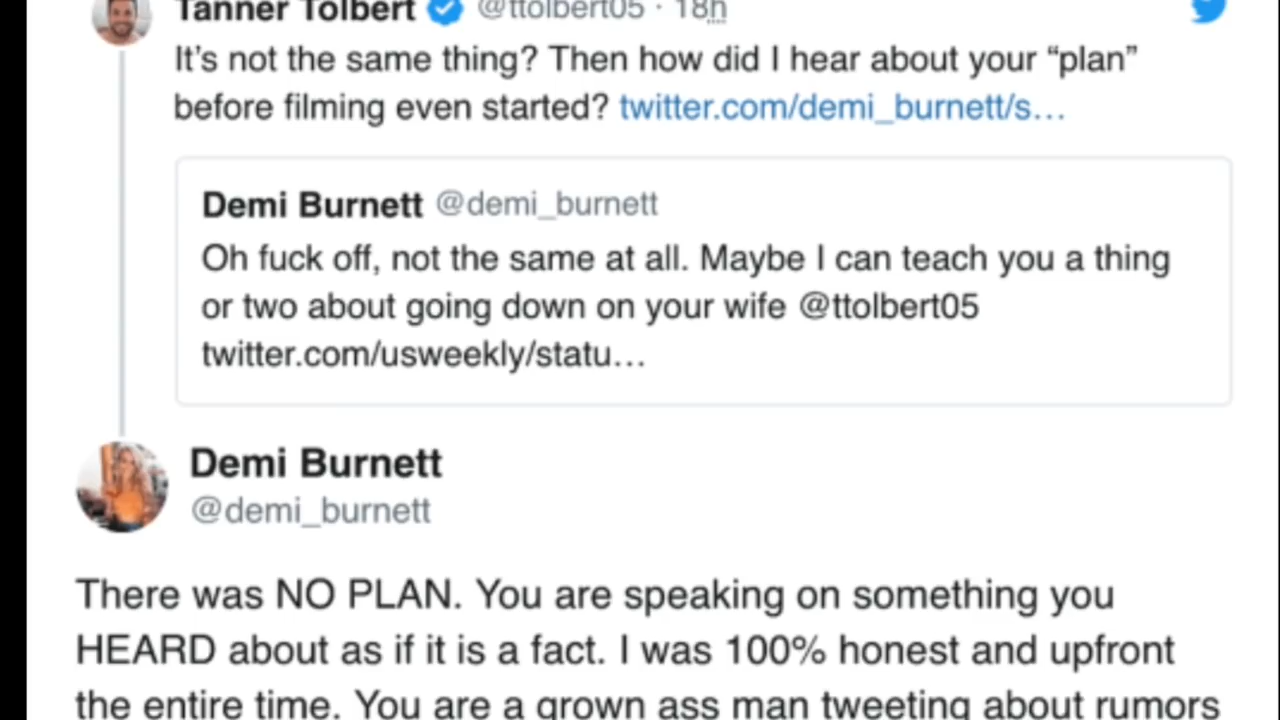 Tanner Tolbert @ttolbert05 · 18h
It’s not the same thing? Then how did I hear about your “plan”
before filming even started? twitter.com/demi_burnett/s…
Demi Burnett @demi_burnett
Oh fuck off, not the same at all. Maybe I can teach you a thing
or two about going down on your wife @ttolbert05
twitter.com/usweekly/statu…
Demi Burnett
@demi_burnett
There was NO PLAN. You are speaking on something you
HEARD about as if it is a fact. I was 100% honest and upfront
the entire time. You are a grown ass man tweeting about rumors